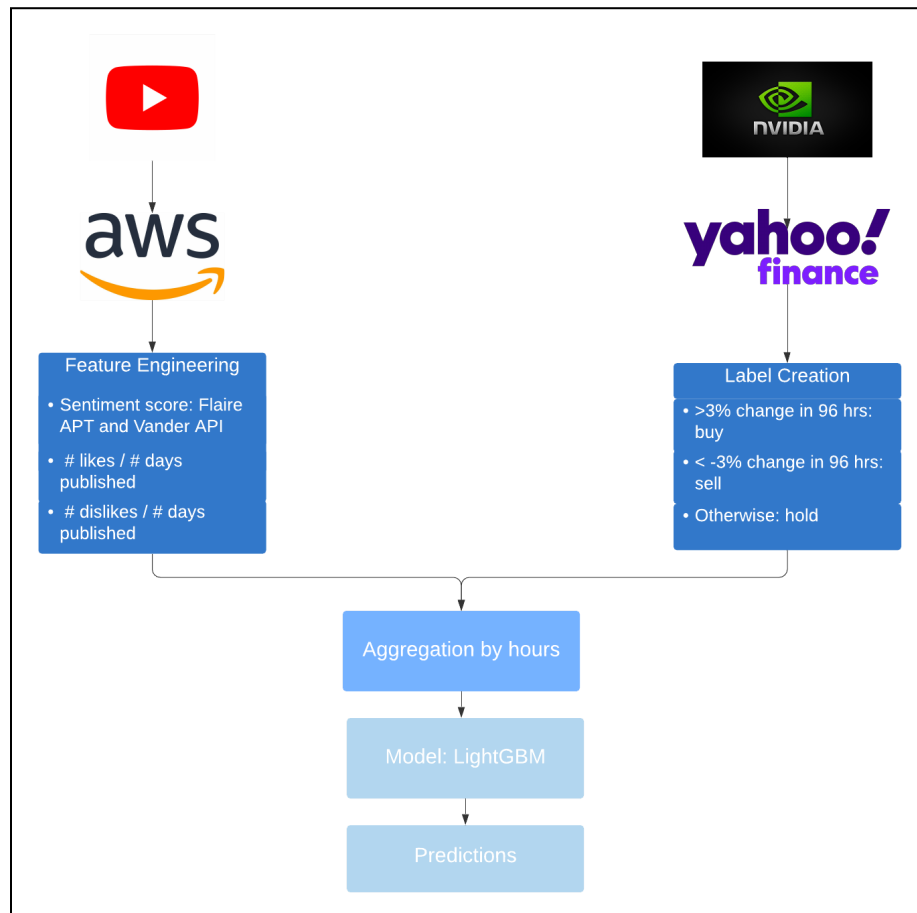 NVIDIA
aws
yahoo!
finance
Feature Engineering
• Sentiment score: Flaire
APT and Vander API
• # likes / # days
published
• # dislikes / # days
published
Label Creation
• >3% change in 96 hrs:
buy
• < -3% change in 96 hrs:
sell
• Otherwise: hold
Aggregation by hours
Model: LightGBM
Predictions